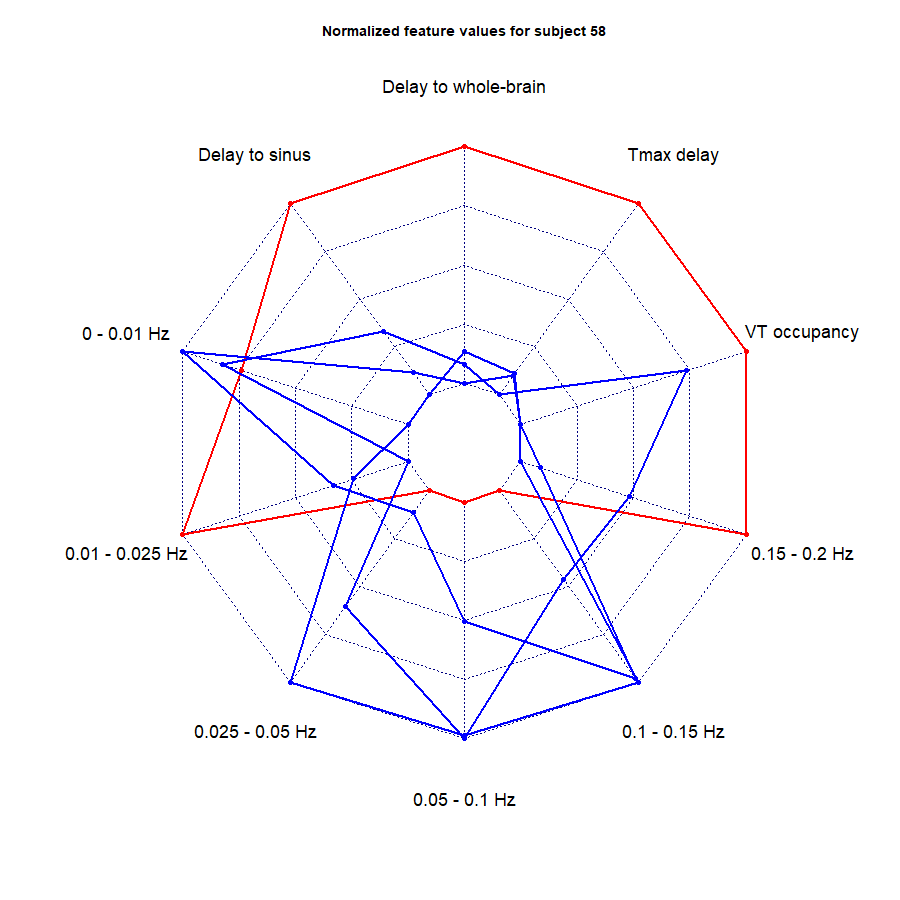 Normalized feature values for subject 58
Delay to whole-brain
Delay to sinus
Tmax delay
0 - 0.01 Hz
VT occupancy
0.01 - 0.025 Hz
0.15 - 0.2 Hz
0.025 - 0.05 Hz
0.1 - 0.15 Hz
0.05 - 0.1 Hz